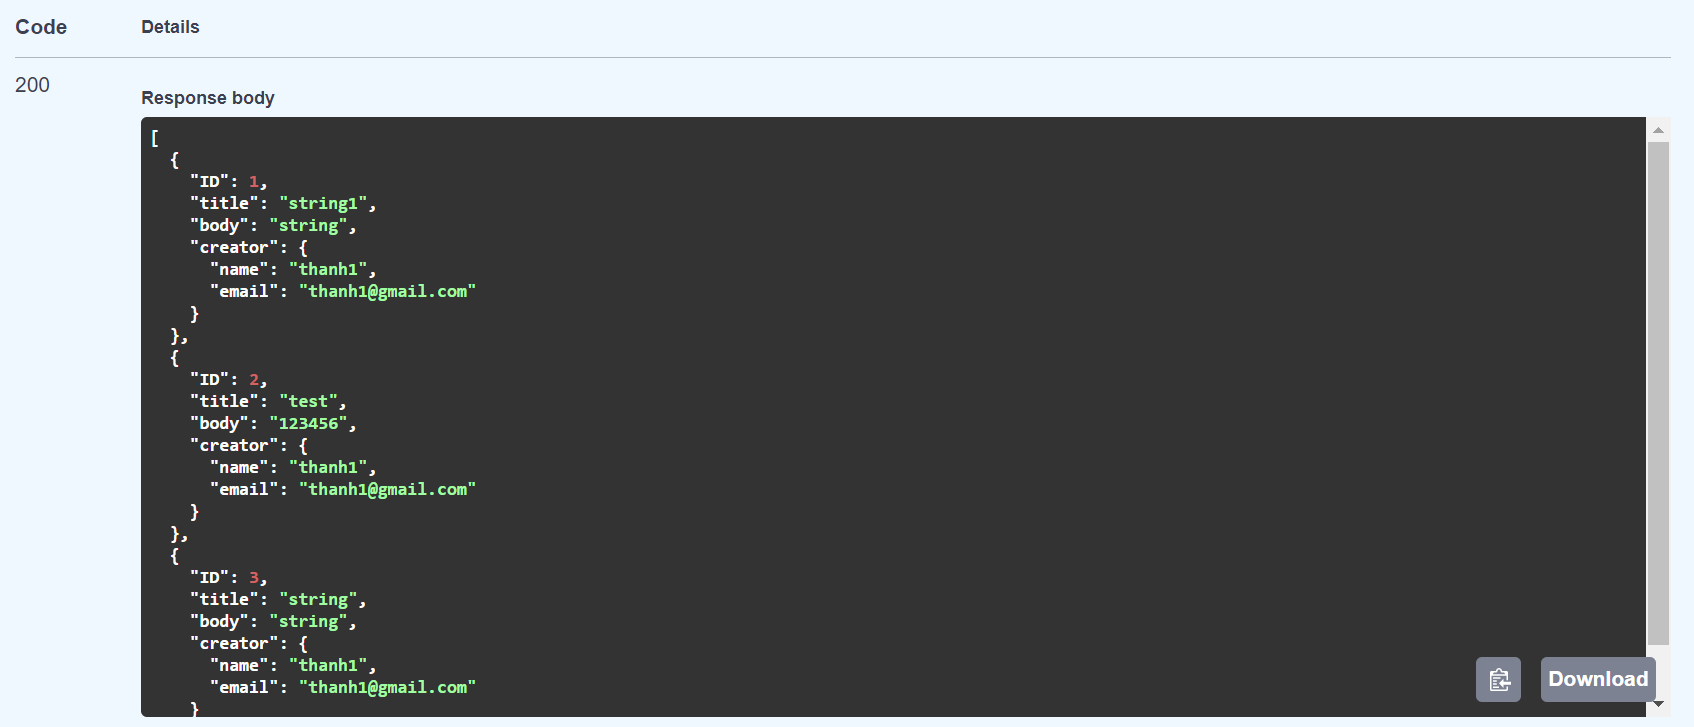 Code Details
200
Response body
[
  {
    "ID": 1,
    "title": "string1",
    "body": "string",
    "creator": {
      "name": "thanh1",
      "email": "thanh1@gmail.com"
    }
  },
  {
    "ID": 2,
    "title": "test",
    "body": "123456",
    "creator": {
      "name": "thanh1",
      "email": "thanh1@gmail.com"
    }
  },
  {
    "ID": 3,
    "title": "string",
    "body": "string",
    "creator": {
      "name": "thanh1",
      "email": "thanh1@gmail.com"
    }
Download